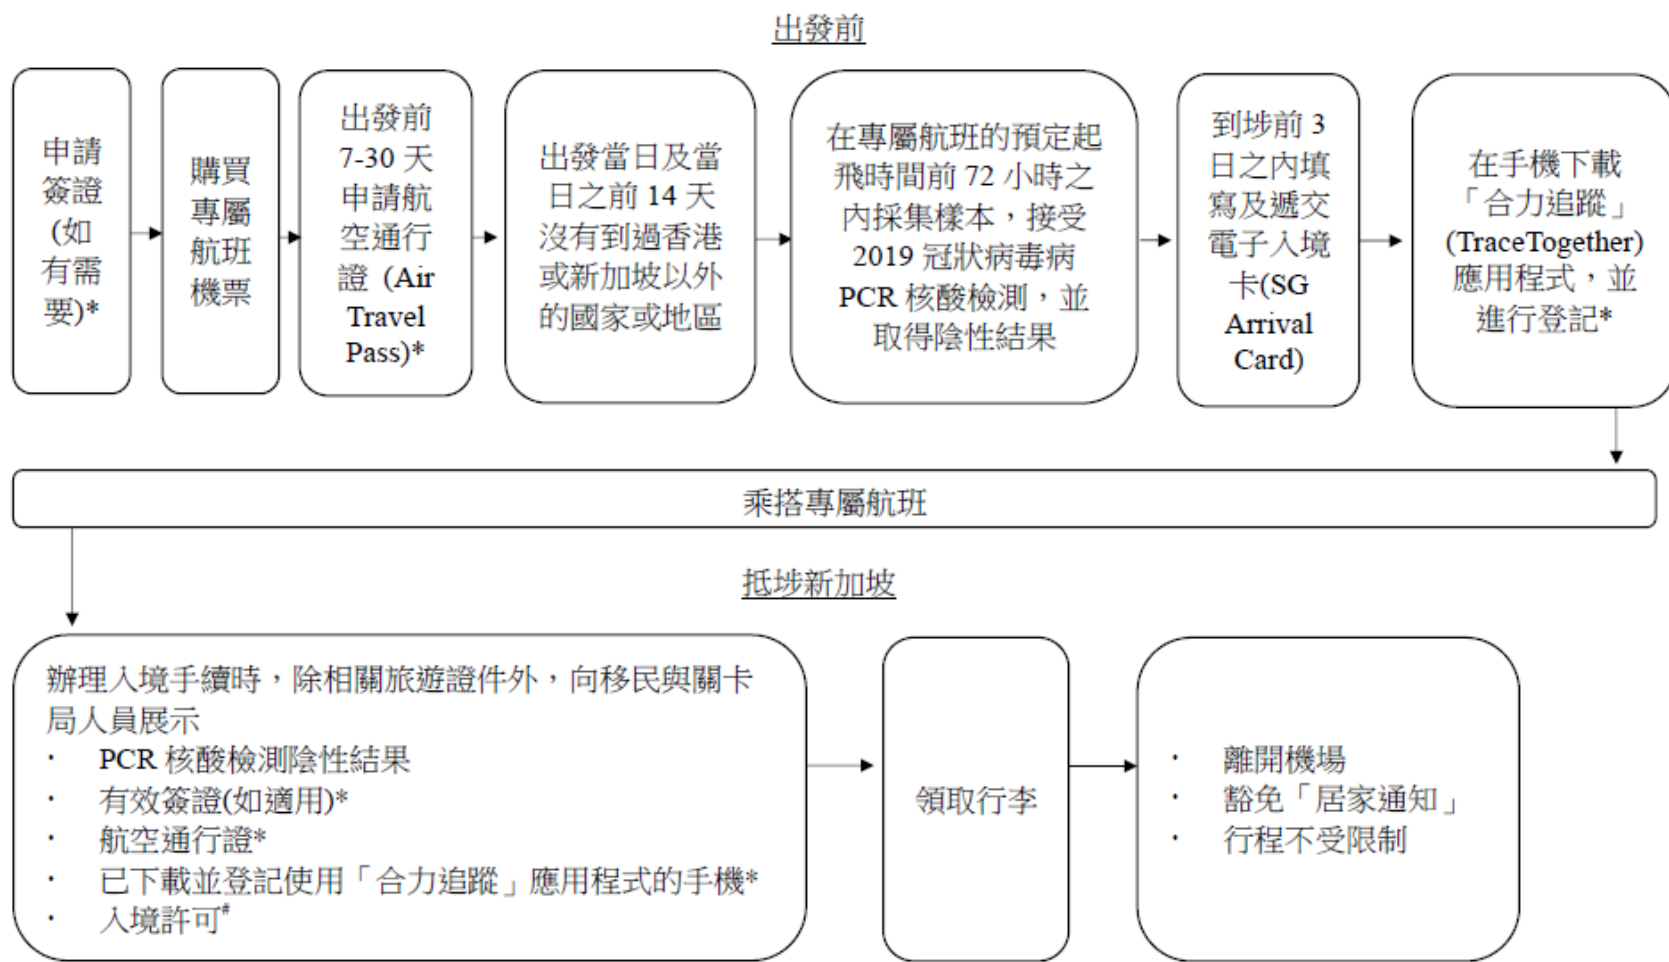 出發前
申請
簽證
(如
有需
要)*
購買
專屬
航班
機票
出發前
7-30 天
申請航
空通行
證 (Air
Travel
Pass)*
出發當日及當
日之前 14 天
沒有到過香港
或新加坡以外
的國家或地區
在專屬航班的預定起
飛時間前 72 小時之
內採集樣本，接受
2019 冠狀病毒病
PCR 核酸檢測，並
取得陰性結果
到埗前 3
日之內填
寫及遞交
電子入境
卡(SG
Arrival
Card)
在手機下載
「合力追蹤」
(TraceTogether)
應用程式，並
進行登記*
乘搭專屬航班
抵埗新加坡
辦理入境手續時，除相關旅遊證件外，向移民與關卡
局人員展示
· PCR 核酸檢測陰性結果
· 有效簽證(如適用)*
· 航空通行證*
· 已下載並登記使用「合力追蹤」應用程式的手機*
· 入境許可#
領取行李
· 離開機場
· 豁免「居家通知」
· 行程不受限制